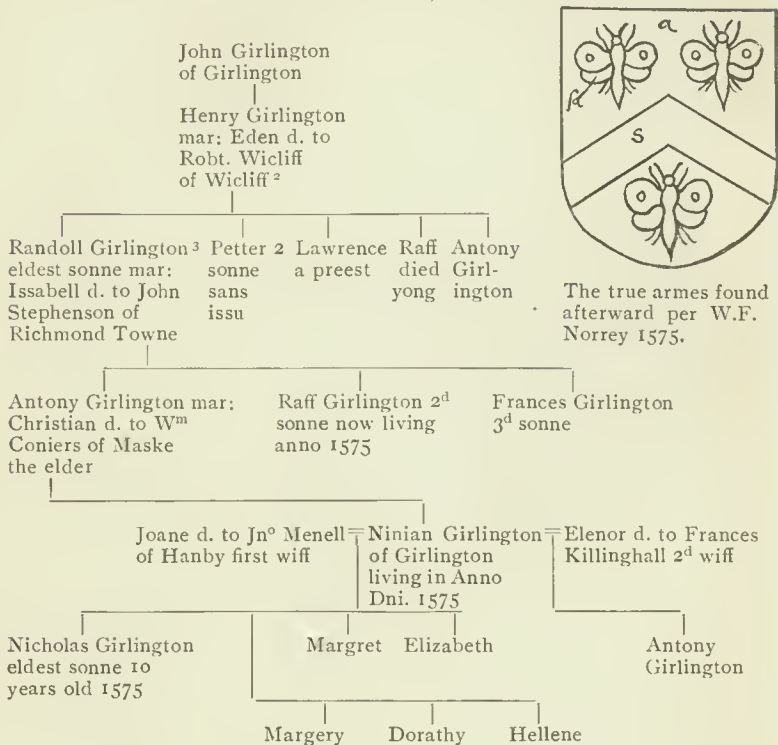 John Girlington
of Girlington
Henry Girlington
mar: Eden d. to
Robt. Wicliff
of Wicliff ²
a
S
The true armes found
afterward per W.F.
Norrey 1575.
Randoll Girlington ³
eldest sonne mar:
Issabell d. to John
Stephenson of
Richmond Towne
Petter 2
sonne
sans
issu
Lawrence
a preest
Raff
died
yong
Antony
Girl-
ington
Antony Girlington mar:
Christian d. to Wᵐ
Coniers of Maske
the elder
Raff Girlington 2ᵈ
sonne now living
anno 1575
Frances Girlington
3ᵈ sonne
Joane d. to Jnº Menell
of Hanby first wiff
=
Ninian Girlington
of Girlington
living in Anno
Dni. 1575
=
Elenor d. to Frances
Killinghall 2ᵈ wiff
Nicholas Girlington
eldest sonne 10
years old 1575
Margret
Elizabeth
Antony
Girlington
Margery
Dorathy
Hellene